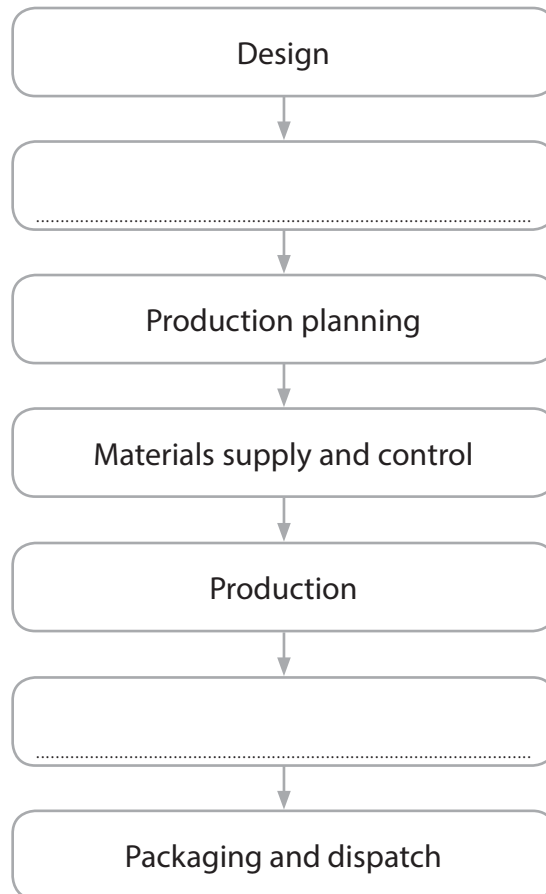 Design
Production planning
Materials supply and control
Production
Packaging and dispatch